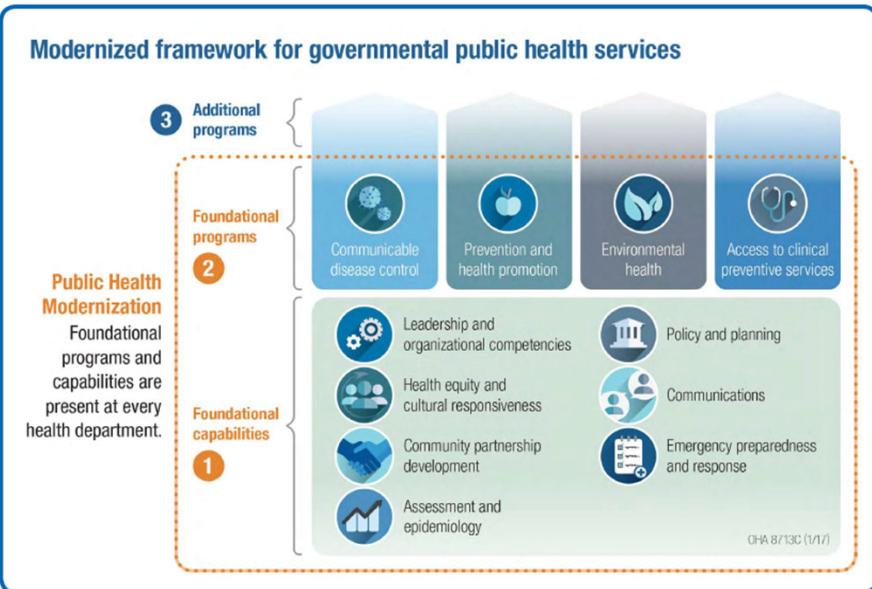 Modernized framework for governmental public health services
3
Additional
programs
Foundational
programs
2
Communicable
disease control
Prevention and
health promotion
Environmental
health
Access to clinical
preventive services
Public Health
Modernization
Foundational
programs and
capabilities are
present at every
health department.
Foundational
capabilities
1
Leadership and
organizational competencies
Health equity and
cultural responsiveness
Community partnership
development
Assessment and
epidemiology
Policy and planning
Communications
Emergency preparedness
and response
OHA 8713C (1/17)